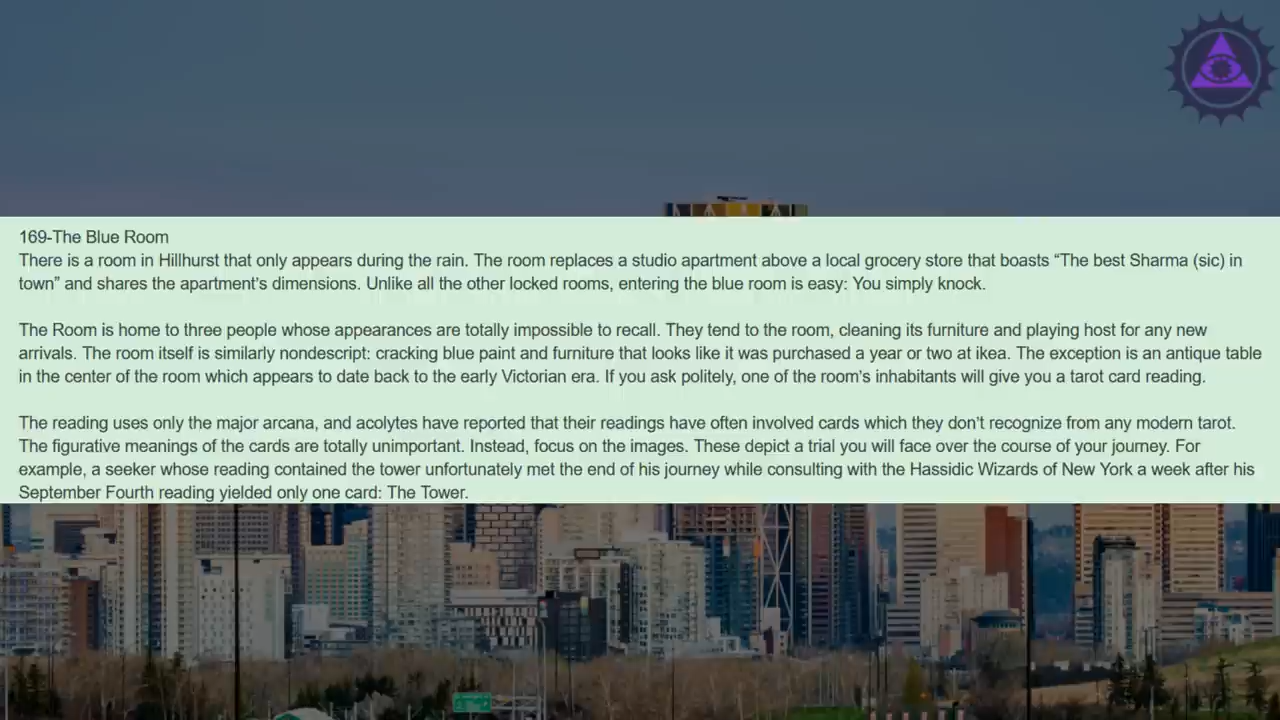 169-The Blue Room
There is a room in Hillhurst that only appears during the rain. The room replaces a studio apartment above a local grocery store that boasts “The best Sharma (sic) in
town” and shares the apartment’s dimensions. Unlike all the other locked rooms, entering the blue room is easy: You simply knock.
The Room is home to three people whose appearances are totally impossible to recall. They tend to the room, cleaning its furniture and playing host for any new
arrivals. The room itself is similarly nondescript: cracking blue paint and furniture that looks like it was purchased a year or two at ikea. The exception is an antique table
in the center of the room which appears to date back to the early Victorian era. If you ask politely, one of the room’s inhabitants will give you a tarot card reading.
The reading uses only the major arcana, and acolytes have reported that their readings have often involved cards which they don’t recognize from any modern tarot.
The figurative meanings of the cards are totally unimportant. Instead, focus on the images. These depict a trial you will face over the course of your journey. For
example, a seeker whose reading contained the tower unfortunately met the end of his journey while consulting with the Hassidic Wizards of New York a week after his
September Fourth reading yielded only one card: The Tower.